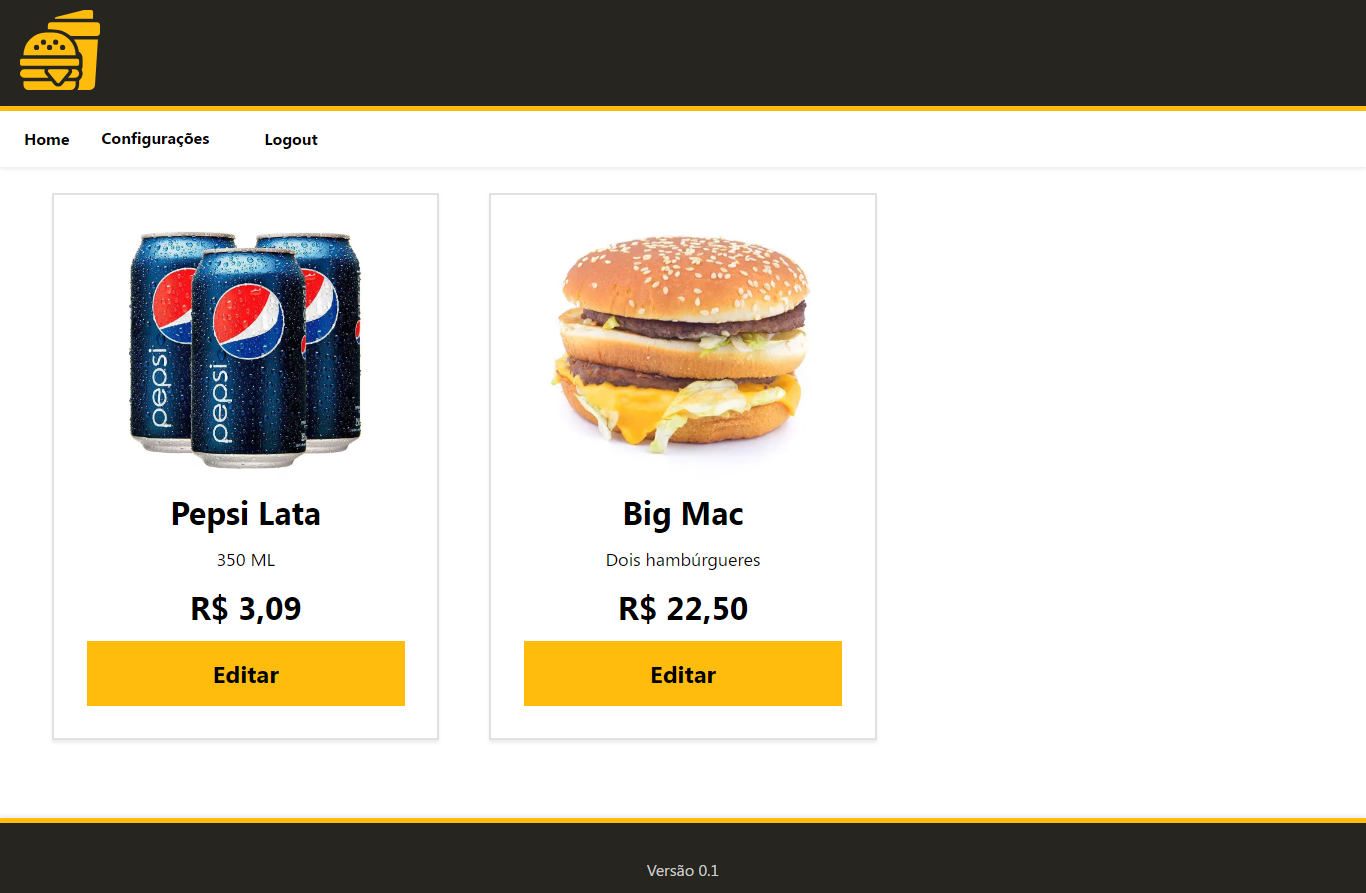 Home Configurações Logout
pepsi
pepsi
Pepsi Lata
350 ML
R$ 3,09
Editar
Big Mac
Dois hambúrgueres
R$ 22,50
Editar
Versão 0.1